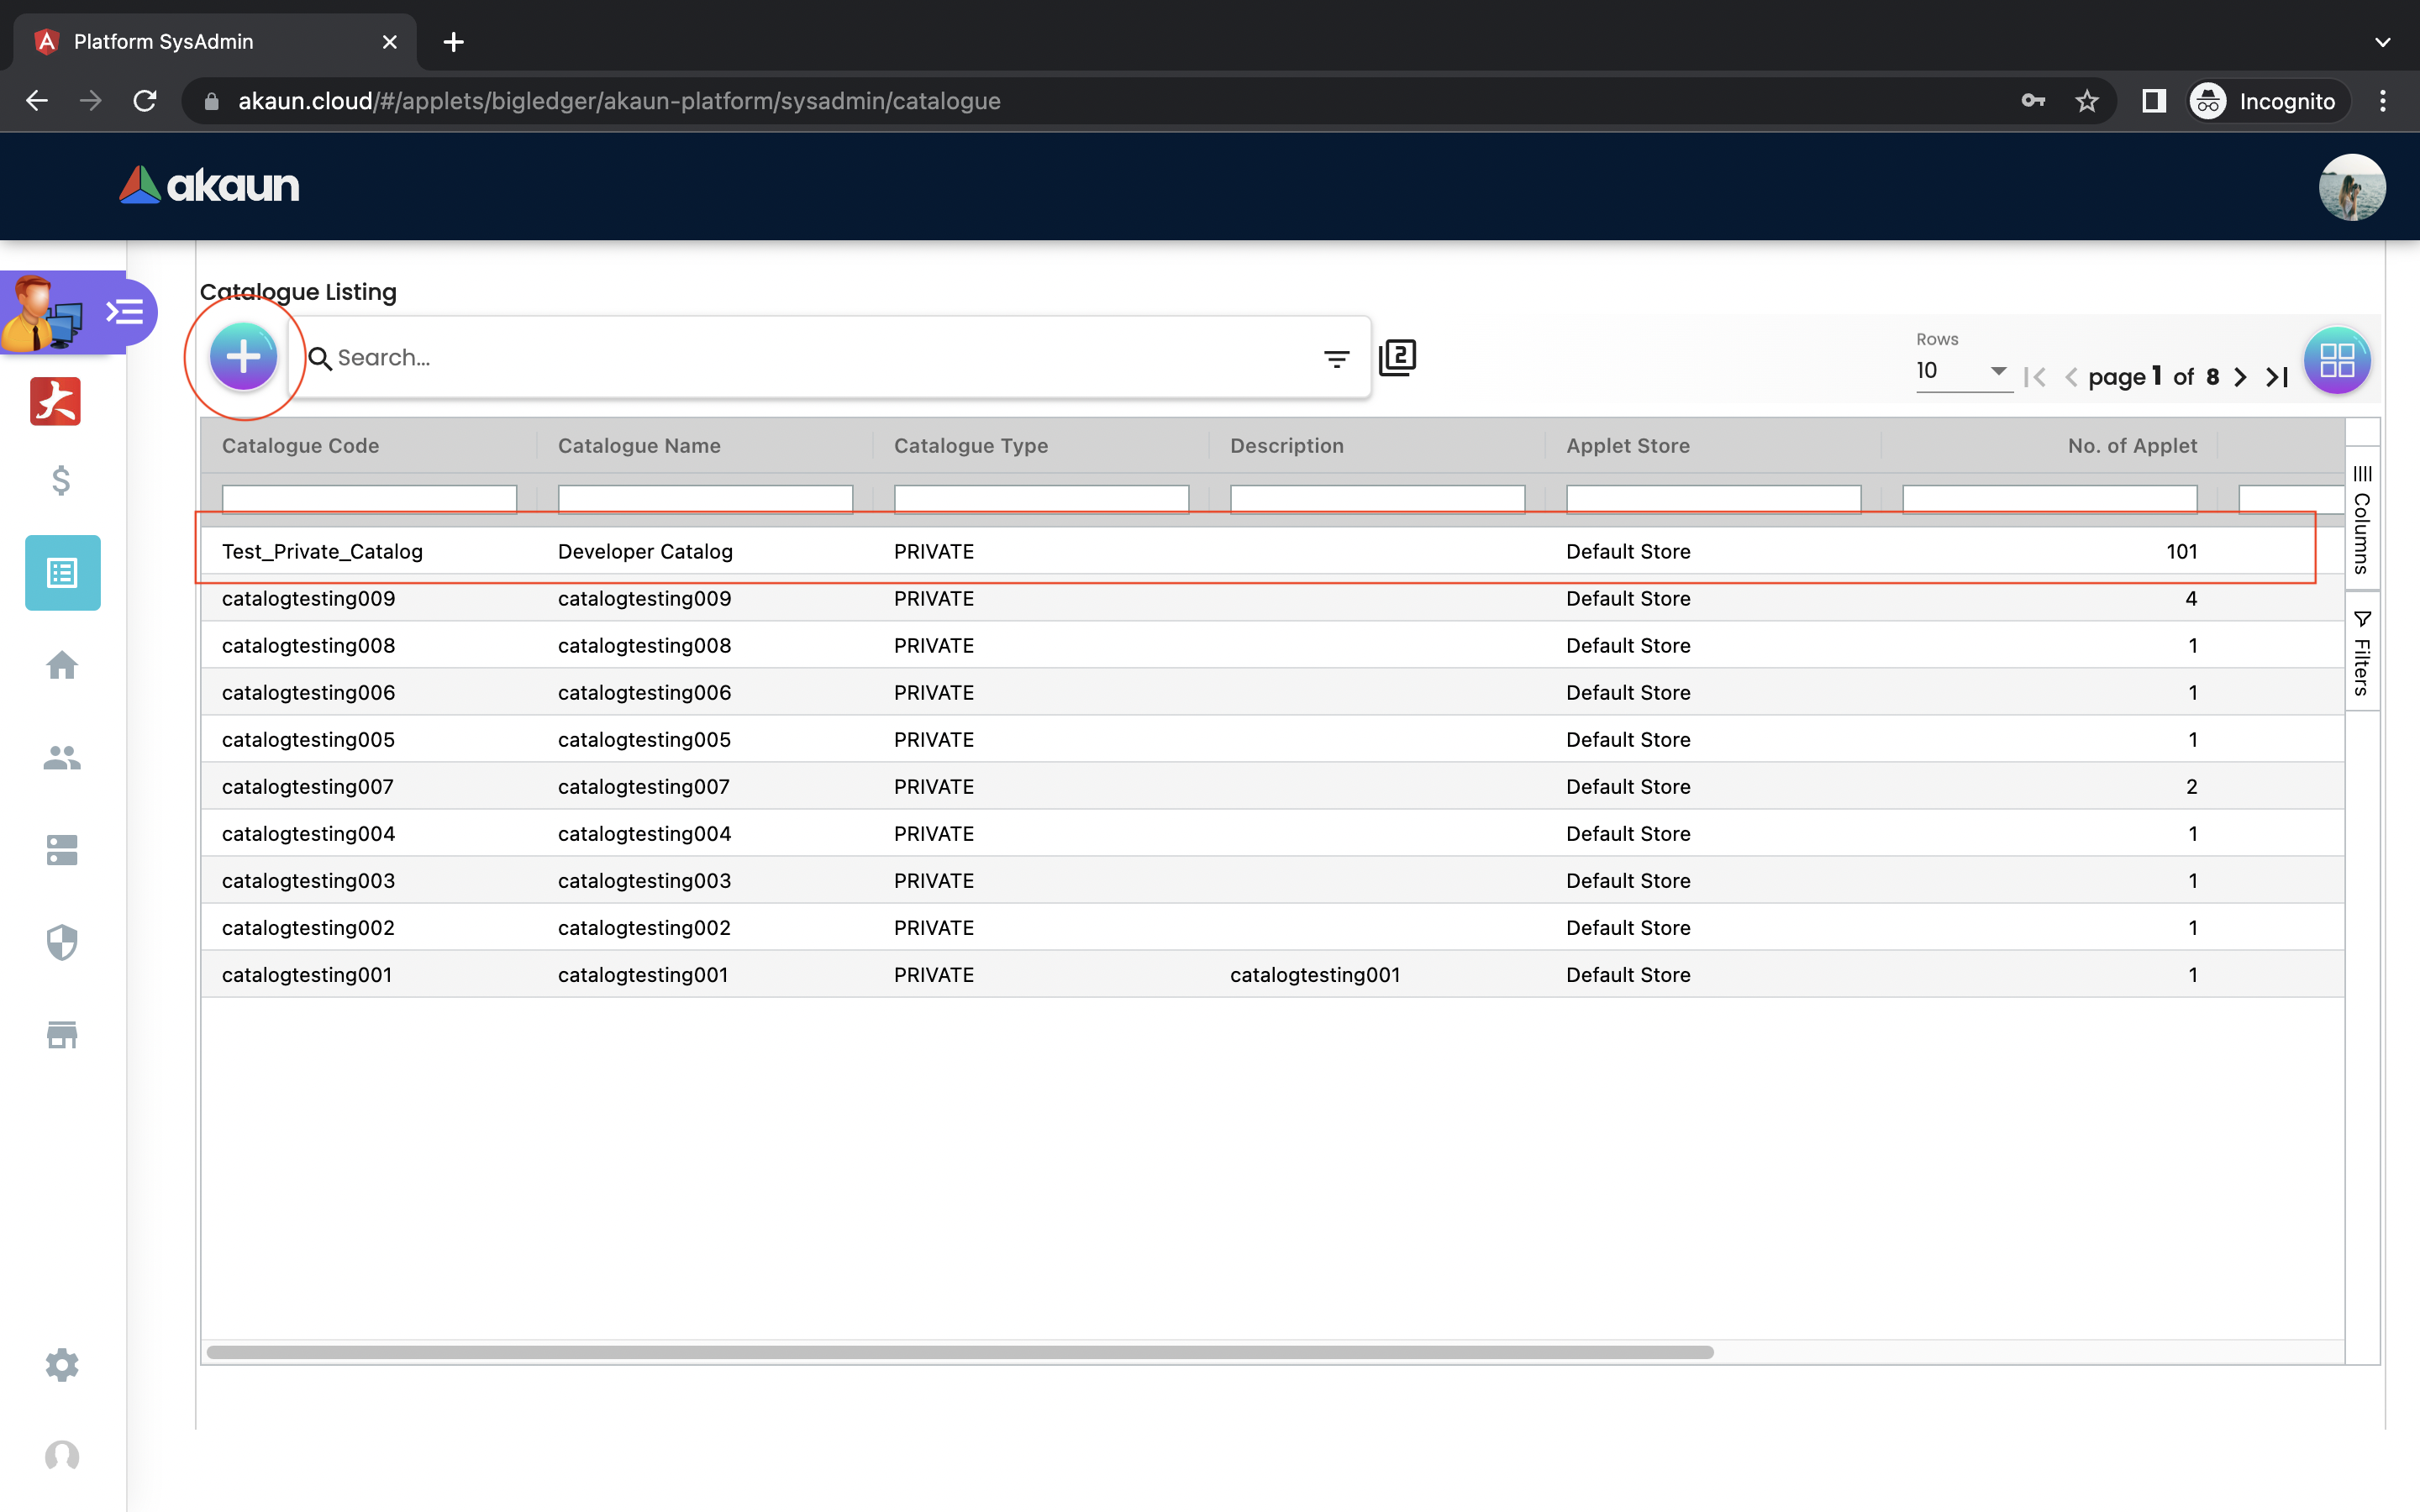 Platform SysAdmin
akaun.cloud/#/applets/bigledger/akaun-platform/sysadmin/catalogue
Incognito
akaun
Catalogue Listing
Search...
2
Rows
10
page 1 of 8
Catalogue Code Catalogue Name Catalogue Type Description Applet Store No. of Applet
Test_Private_Catalog Developer Catalog PRIVATE Default Store 101
catalogtesting009 catalogtesting009 PRIVATE Default Store 4
catalogtesting008 catalogtesting008 PRIVATE Default Store 1
catalogtesting006 catalogtesting006 PRIVATE Default Store 1
catalogtesting005 catalogtesting005 PRIVATE Default Store 1
catalogtesting007 catalogtesting007 PRIVATE Default Store 2
catalogtesting004 catalogtesting004 PRIVATE Default Store 1
catalogtesting003 catalogtesting003 PRIVATE Default Store 1
catalogtesting002 catalogtesting002 PRIVATE Default Store 1
catalogtesting001 catalogtesting001 PRIVATE catalogtesting001 Default Store 1
Columns
Filters